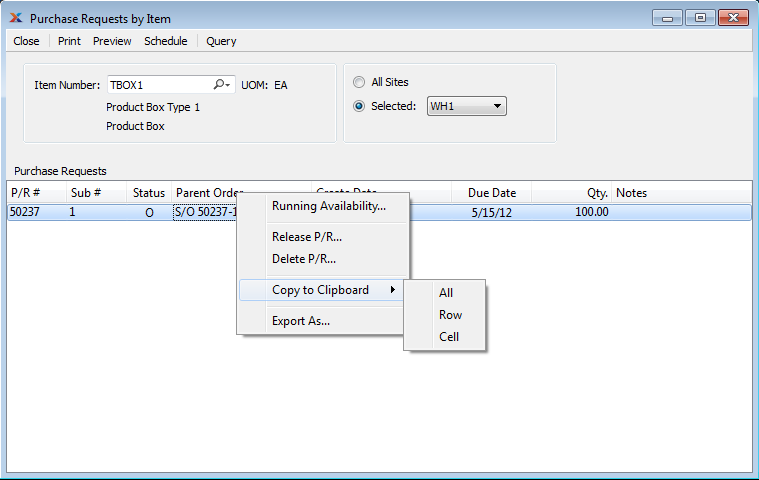 Purchase Requests by Item
Close Print Preview Schedule Query
Item Number: TBOX1 UOM: EA
Product Box Type 1
Product Box
All Sites
Selected: WH1
Purchase Requests
P/R # Sub # Status Parent Order Create Date Due Date Qty. Notes
50237 1 O S/O 50237-1 5/15/12 100.00
Running Availability...
Release P/R...
Delete P/R...
Copy to Clipboard
Export As...
All
Row
Cell